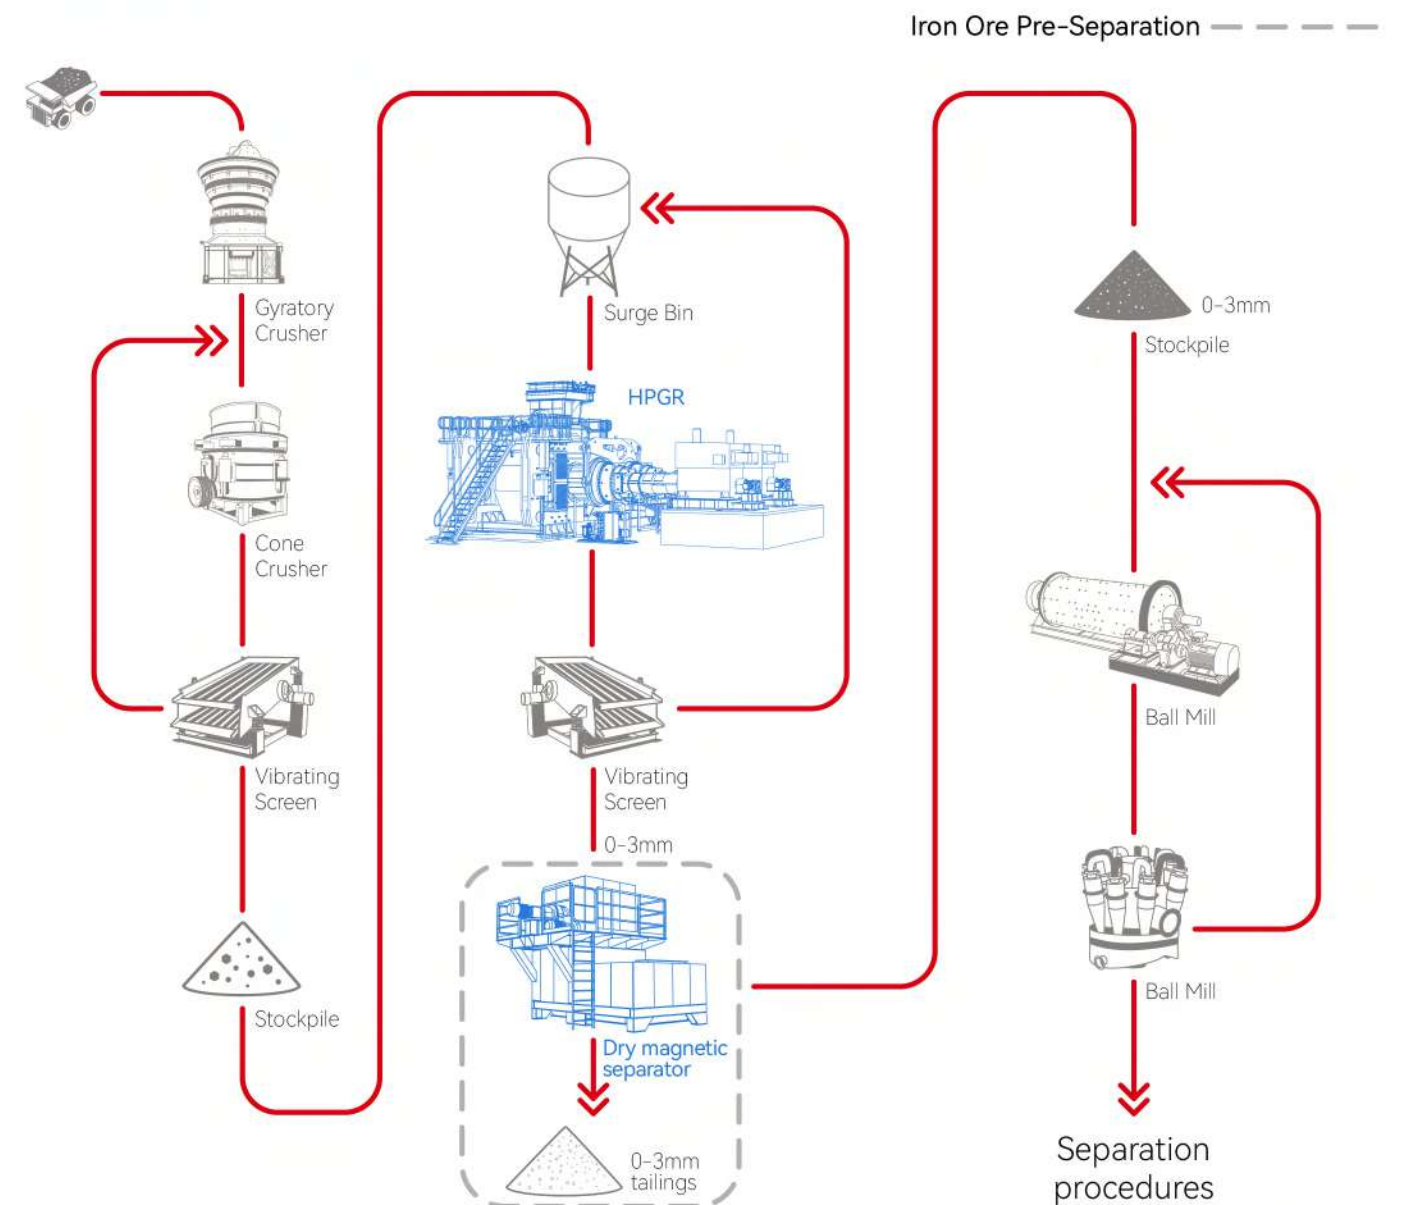 Iron Ore Pre-Separation
Gyratory
Crusher
Cone
Crusher
Vibrating
Screen
Stockpile
Surge Bin
HPGR
Vibrating
Screen
0-3mm
Dry magnetic
separator
0-3mm
tailings
0-3mm
Stockpile
Ball Mill
Ball Mill
Separation
procedures